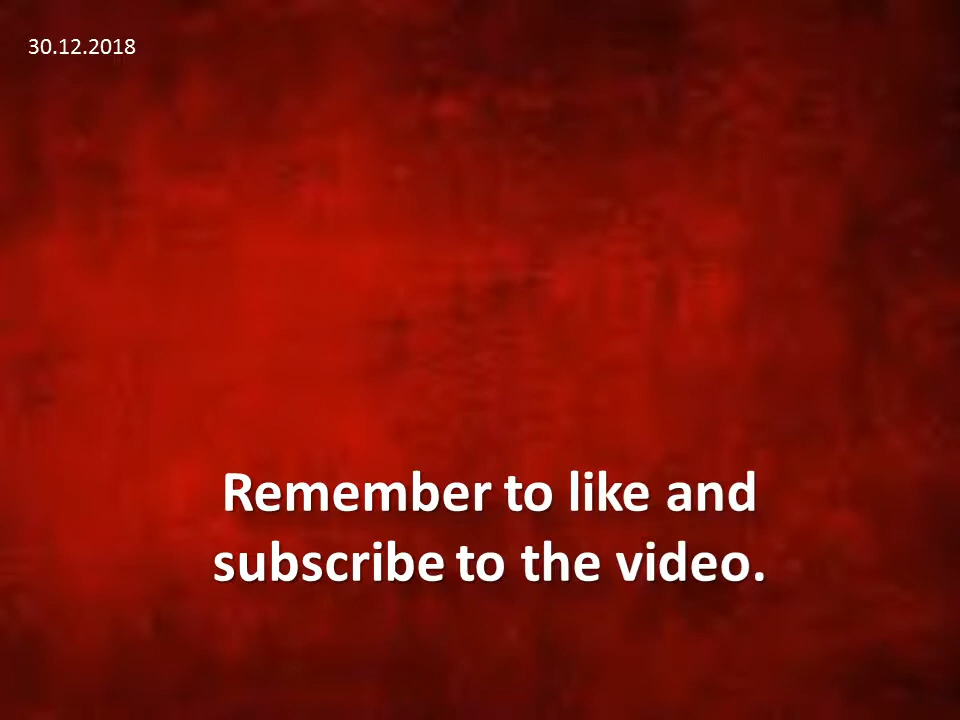 30.12.2018
Remember to like and
subscribe to the video.